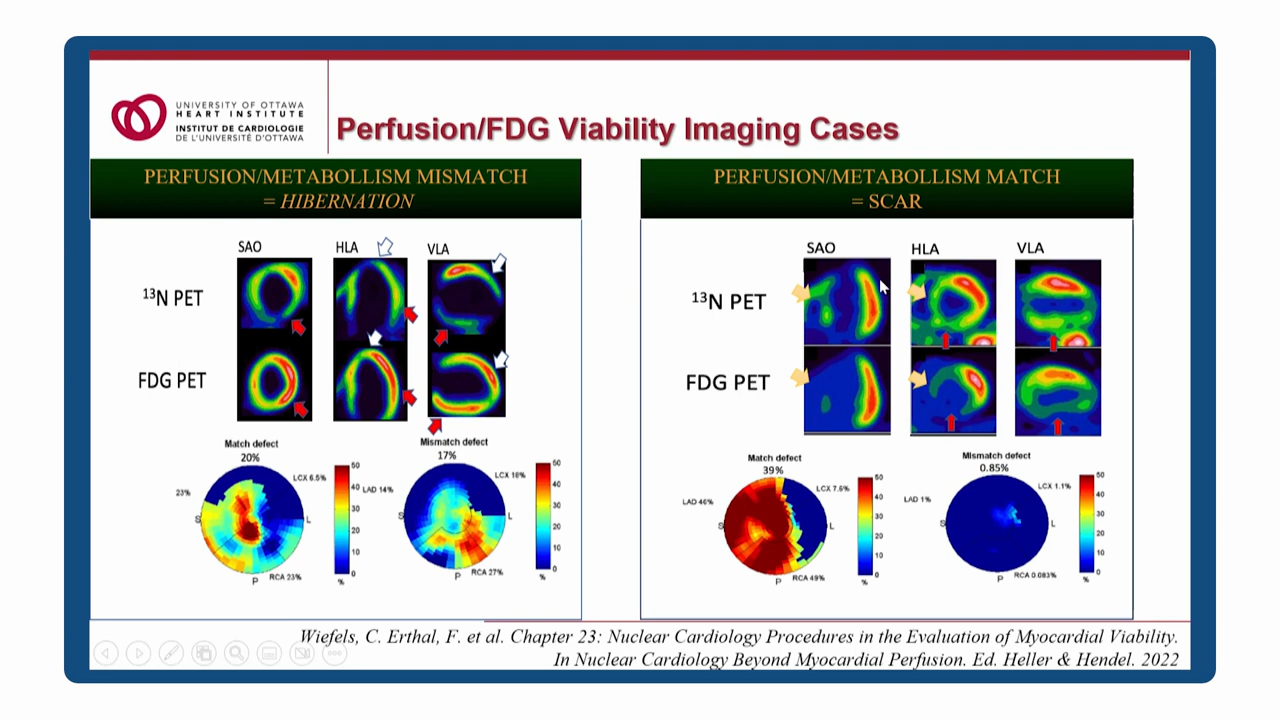 UNIVERSITY OF OTTAWA
HEART INSTITUTE
INSTITUT DE CARDIOLOGIE
DE L'UNIVERSITÉ D'OTTAWA
Perfusion/FDG Viability Imaging Cases
PERFUSION/METABOLLISM MISMATCH
= HIBERNATION
SAO HLA VLA
13N PET
FDG PET
Match defect
20%
23%
LCX 6.5%
S
L
P
RCA 23%
50
40
30
20
10
0
%
Mismatch defect
17%
LAD 14%
LCX 18%
S
L
P
RCA 27%
50
40
30
20
10
0
%
PERFUSION/METABOLLISM MATCH
= SCAR
SAO HLA VLA
13N PET
FDG PET
Match defect
39%
LAD 46%
LCX 7.6%
S
L
P
RCA 49%
50
40
30
20
10
0
%
Mismatch defect
0.85%
LAD 1%
LCX 1.1%
S
L
P
RCA 0.083%
50
40
30
20
10
0
%
Wiefels, C. Erthal, F. et al. Chapter 23: Nuclear Cardiology Procedures in the Evaluation of Myocardial Viability.
In Nuclear Cardiology Beyond Myocardial Perfusion. Ed. Heller & Hendel. 2022